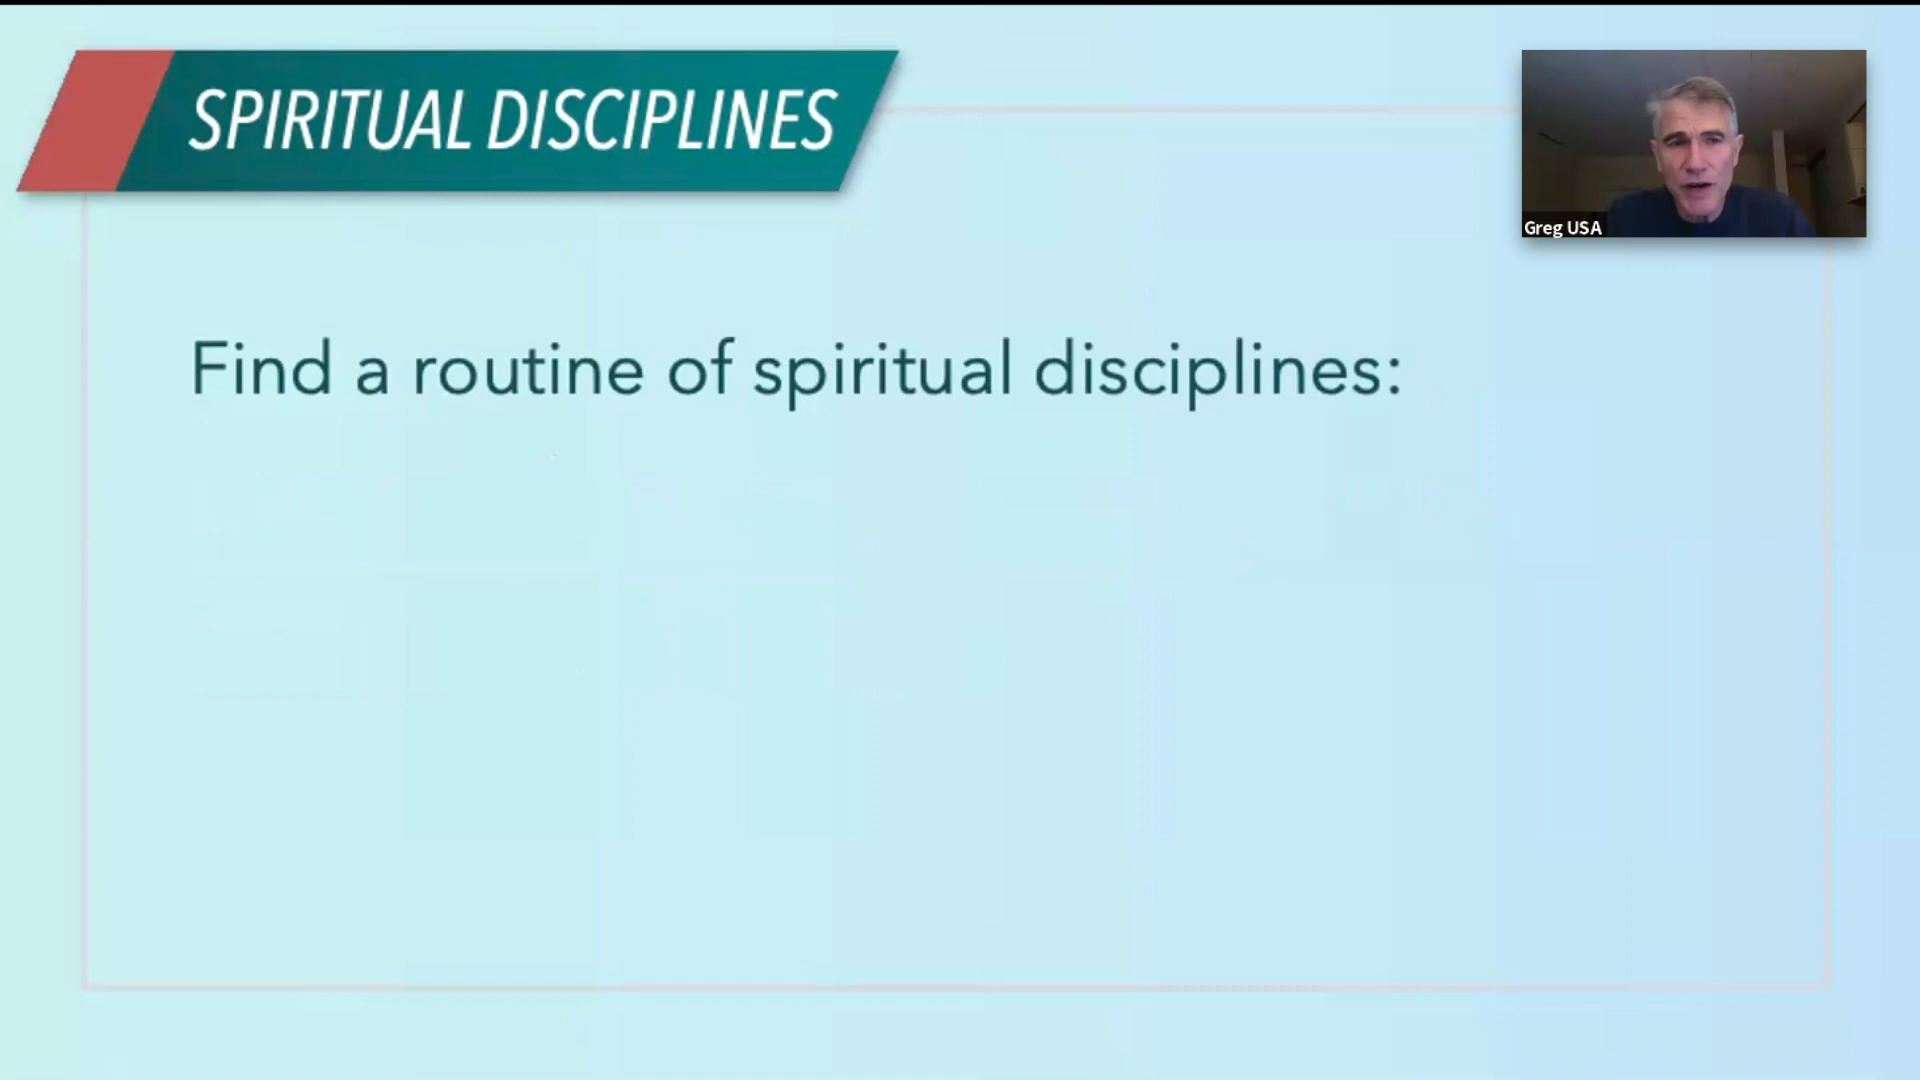 SPIRITUAL DISCIPLINES
Greg USA
Find a routine of spiritual disciplines: